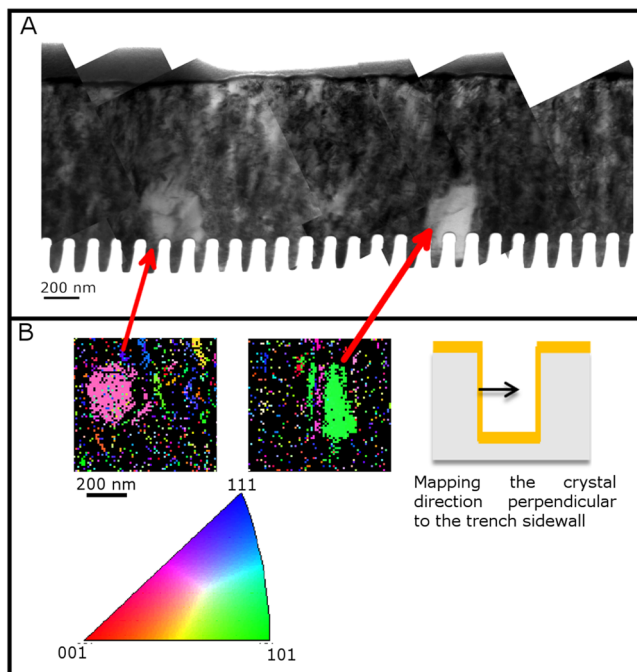 A
200 nm
B
200 nm
Mapping the crystal
direction perpendicular
to the trench sidewall
111
001
101